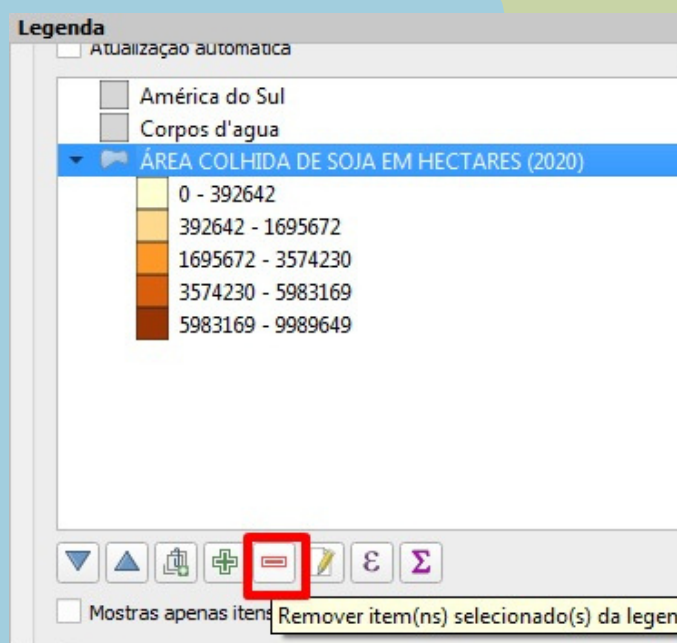 Legenda
Atualização automática
América do Sul
Corpos d'agua
ÁREA COLHIDA DE SOJA EM HECTARES (2020)
0 - 392642
392642 - 1695672
1695672 - 3574230
3574230 - 5983169
5983169 - 9989649
ε Σ
Mostras apenas itens
Remover item(ns) selecionado(s) da legen